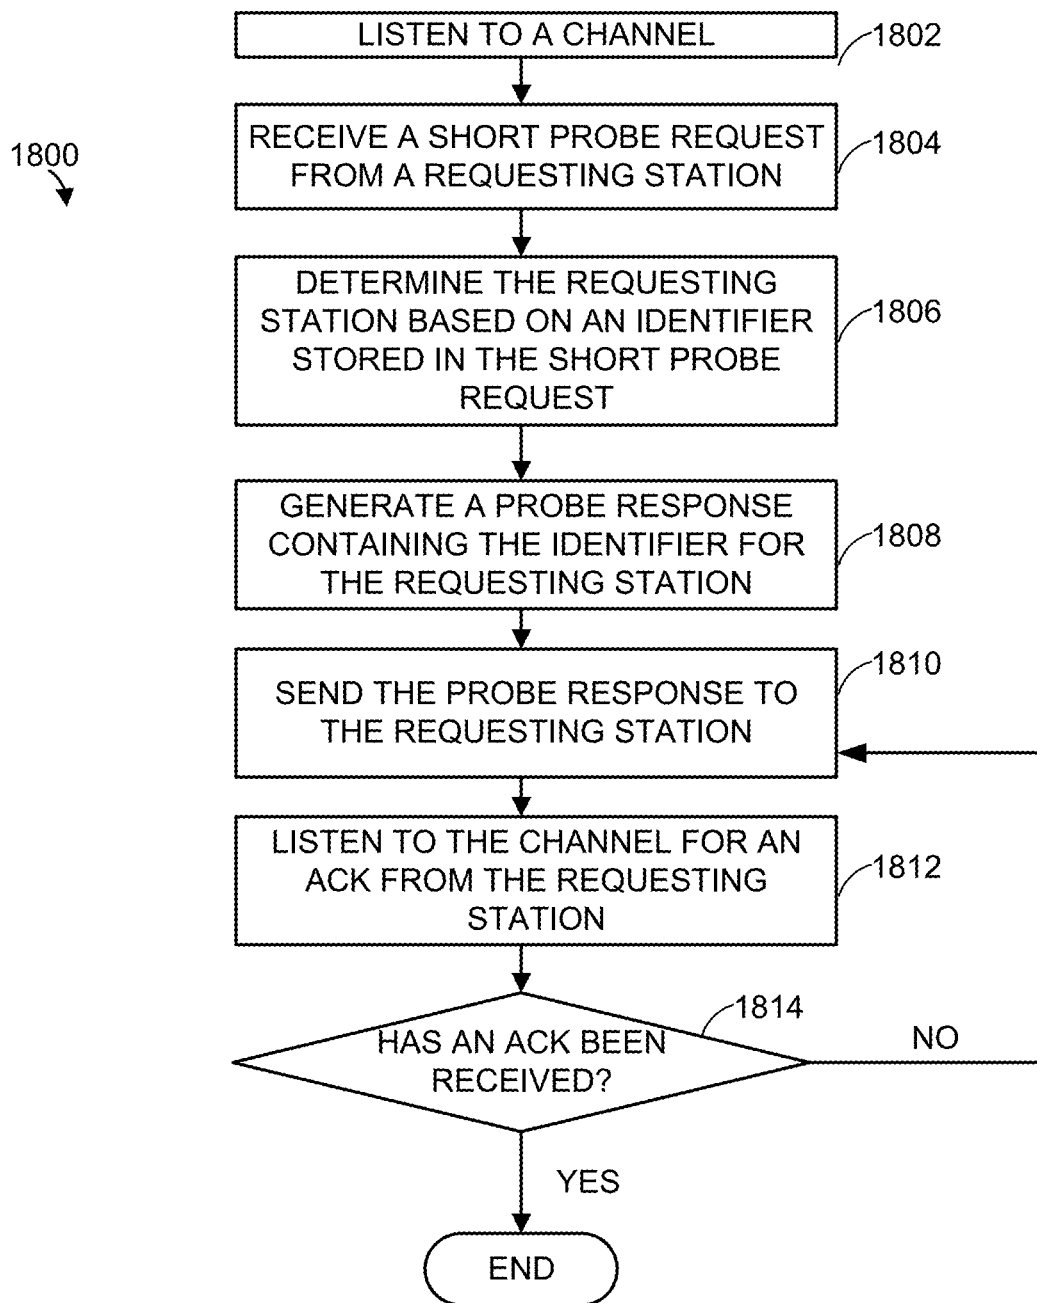 LISTEN TO A CHANNEL
1802
1800
RECEIVE A SHORT PROBE REQUEST
FROM A REQUESTING STATION
1804
DETERMINE THE REQUESTING
STATION BASED ON AN IDENTIFIER
STORED IN THE SHORT PROBE
REQUEST
1806
GENERATE A PROBE RESPONSE
CONTAINING THE IDENTIFIER FOR
THE REQUESTING STATION
1808
SEND THE PROBE RESPONSE TO
THE REQUESTING STATION
1810
LISTEN TO THE CHANNEL FOR AN
ACK FROM THE REQUESTING
STATION
1812
HAS AN ACK BEEN
RECEIVED?
1814
NO
YES
END